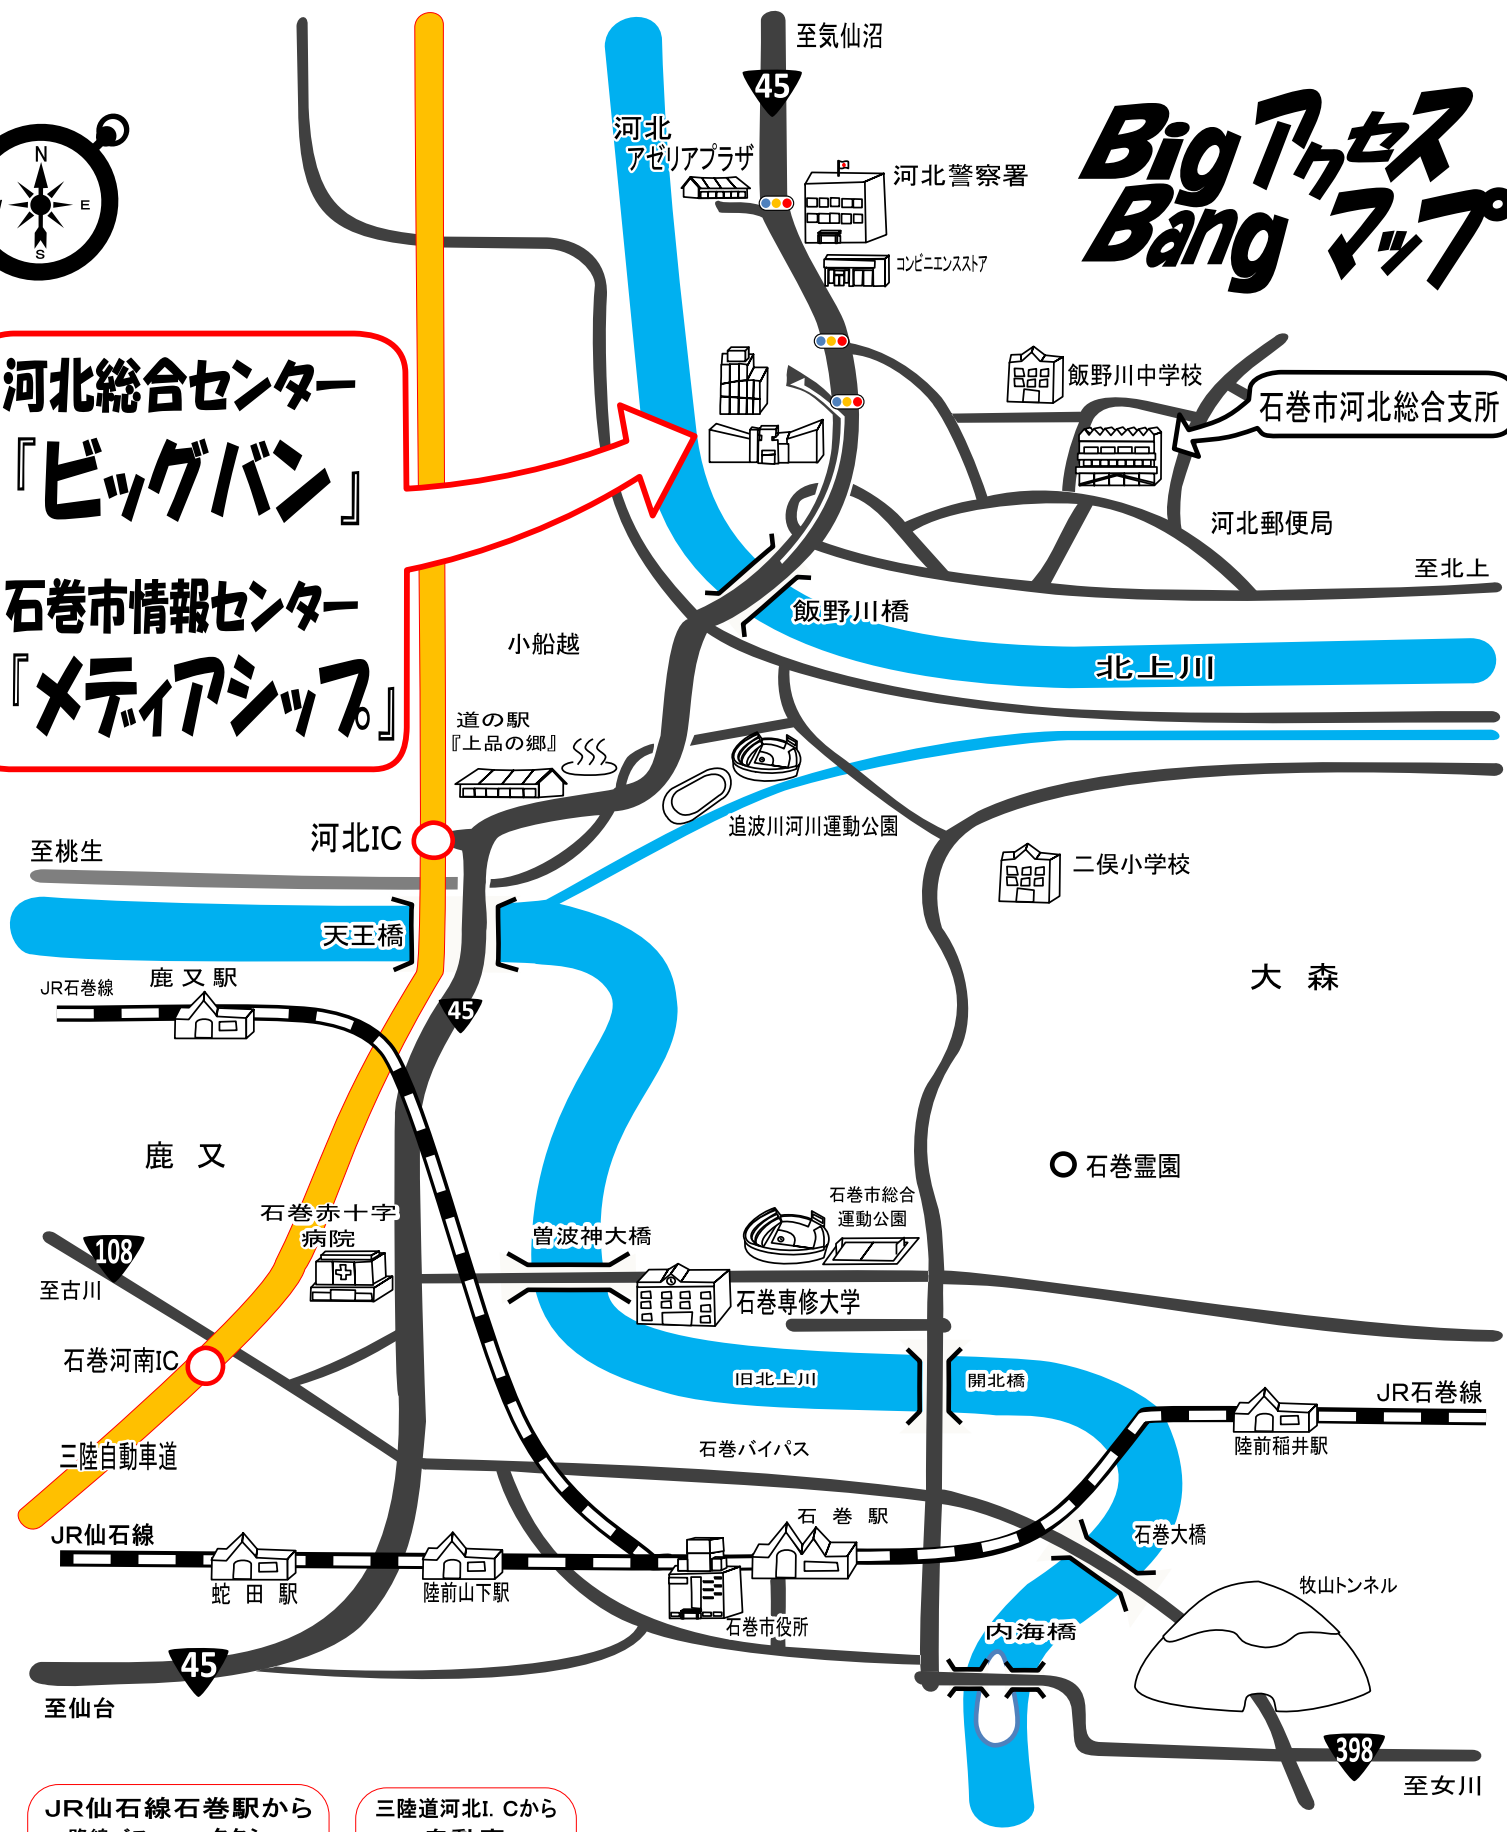 至気仙沼
45
Big アクセス
Bang マップ
河北
アゼリアプラザ
河北警察署
コンビニエンスストア
N
E
S
河北総合センター
『ビッグバン』
石巻市情報センター
『メディアシップ』
飯野川中学校
石巻市河北総合支所
河北郵便局
至北上
飯野川橋
小船越
北上川
道の駅
『上品の郷』
追波川河川運動公園
河北IC
至桃生
二俣小学校
天王橋
鹿又駅
JR石巻線
45
大森
鹿又
石巻霊園
石巻赤十字
病院
石巻市総合
運動公園
曽波神大橋
108
至古川
石巻専修大学
石巻河南IC
旧北上川
開北橋
JR石巻線
陸前稲井駅
三陸自動車道
石巻バイパス
石巻駅
石巻大橋
JR仙石線
蛇田駅
陸前山下駅
石巻市役所
牧山トンネル
内海橋
45
至仙台
398
至女川
JR仙石線石巻駅から
三陸道河北I.Cから